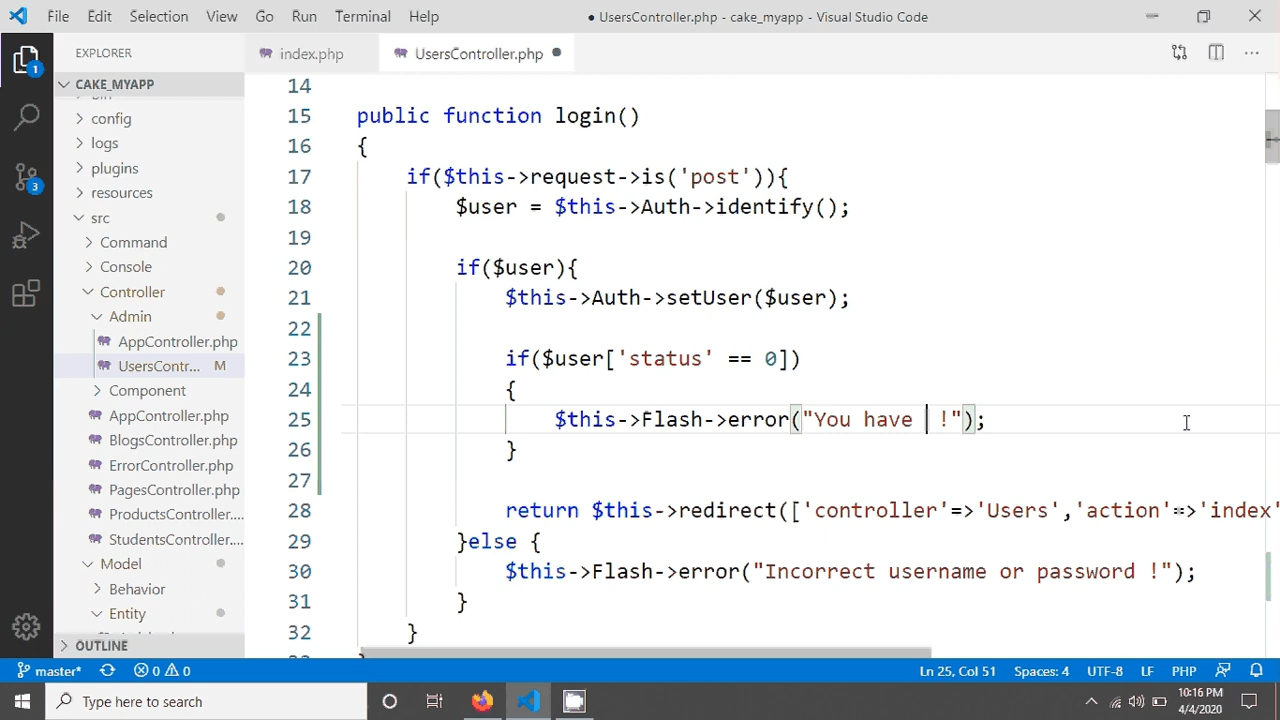 File Edit Selection View Go Run Terminal Help
● UsersController.php - cake_myapp - Visual Studio Code
EXPLORER
index.php
UsersController.php
CAKE_MYAPP
bin
config
logs
plugins
resources
src
Command
Console
Controller
Admin
AppController.php
UsersContr... M
Component
AppController.php
BlogsController.php
ErrorController.php
PagesController.php
ProductsController....
StudentsController....
Model
Behavior
Entity
OUTLINE
1
3
14
15 public function login()
16 {
17 if($this->request->is('post')){
18 $user = $this->Auth->identify();
19
20 if($user){
21 $this->Auth->setUser($user);
22
23 if($user['status' == 0])
24 {
25 $this->Flash->error("You have  !");
26 }
27
28 return $this->redirect(['controller'=>'Users','action'=>'index'
29 }else {
30 $this->Flash->error("Incorrect username or password !");
31 }
32 }
master* 0 0 Ln 25, Col 51 Spaces: 4 UTF-8 LF PHP
Type here to search
10:16 PM
4/4/2020